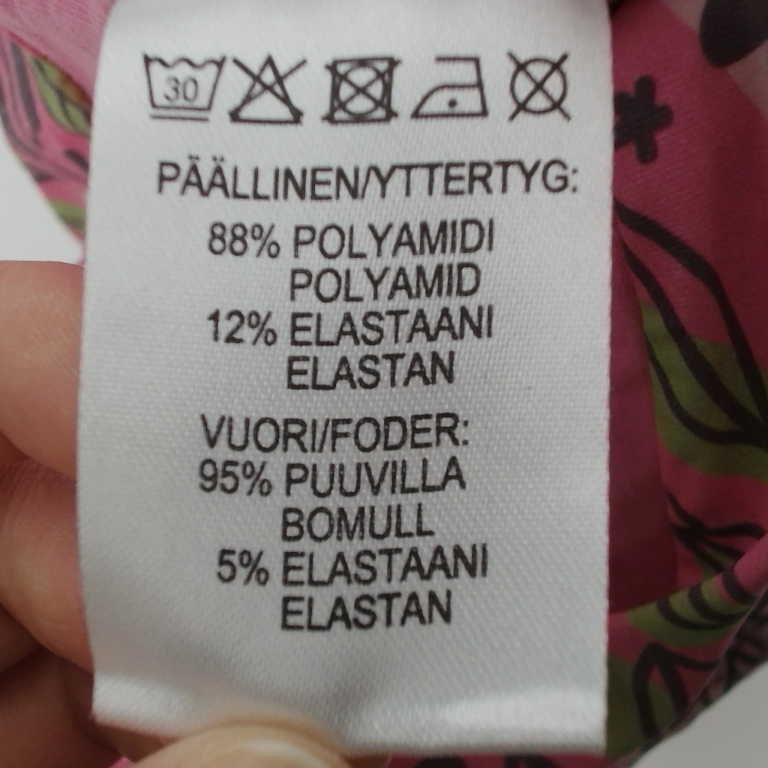 30
PÄÄLLINEN/YTTERTYG:
88% POLYAMIDI
POLYAMID
12% ELASTAANI
ELASTAN
VUORI/FODER:
95% PUUVILLA
BOMULL
5% ELASTAANI
ELASTAN